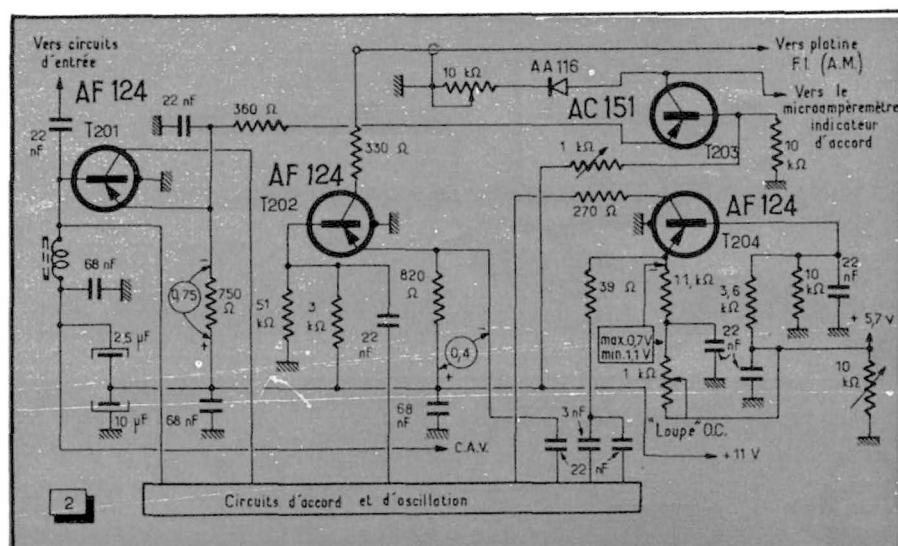 Vers circuits
d'entrée
AF 124
22 nF
360 Ω
22
nF
T201
10 kΩ
AA 116
Vers platine
F.I. (A.M.)
AC 151
Vers le
microampèremètre
indicateur
d'accord
T203
10
kΩ
330 Ω
1 kΩ
AF 124
T202
270 Ω
AF 124
T204
68 nF
0,75
750
Ω
51
kΩ
3
kΩ
22
nF
820
Ω
0,4
39 Ω
11, kΩ
3,6
kΩ
10
kΩ
22
nF
+ 5,7 V
max.0,7V
min.1,1 V
22
nF
1 kΩ
10
kΩ
2,5 µF
10 µF
68 nF
68
nF
3 nF
"Loupe" O.C.
C.A.V.
22
nF
+ 11 V
2
Circuits d'accord et d'oscillation